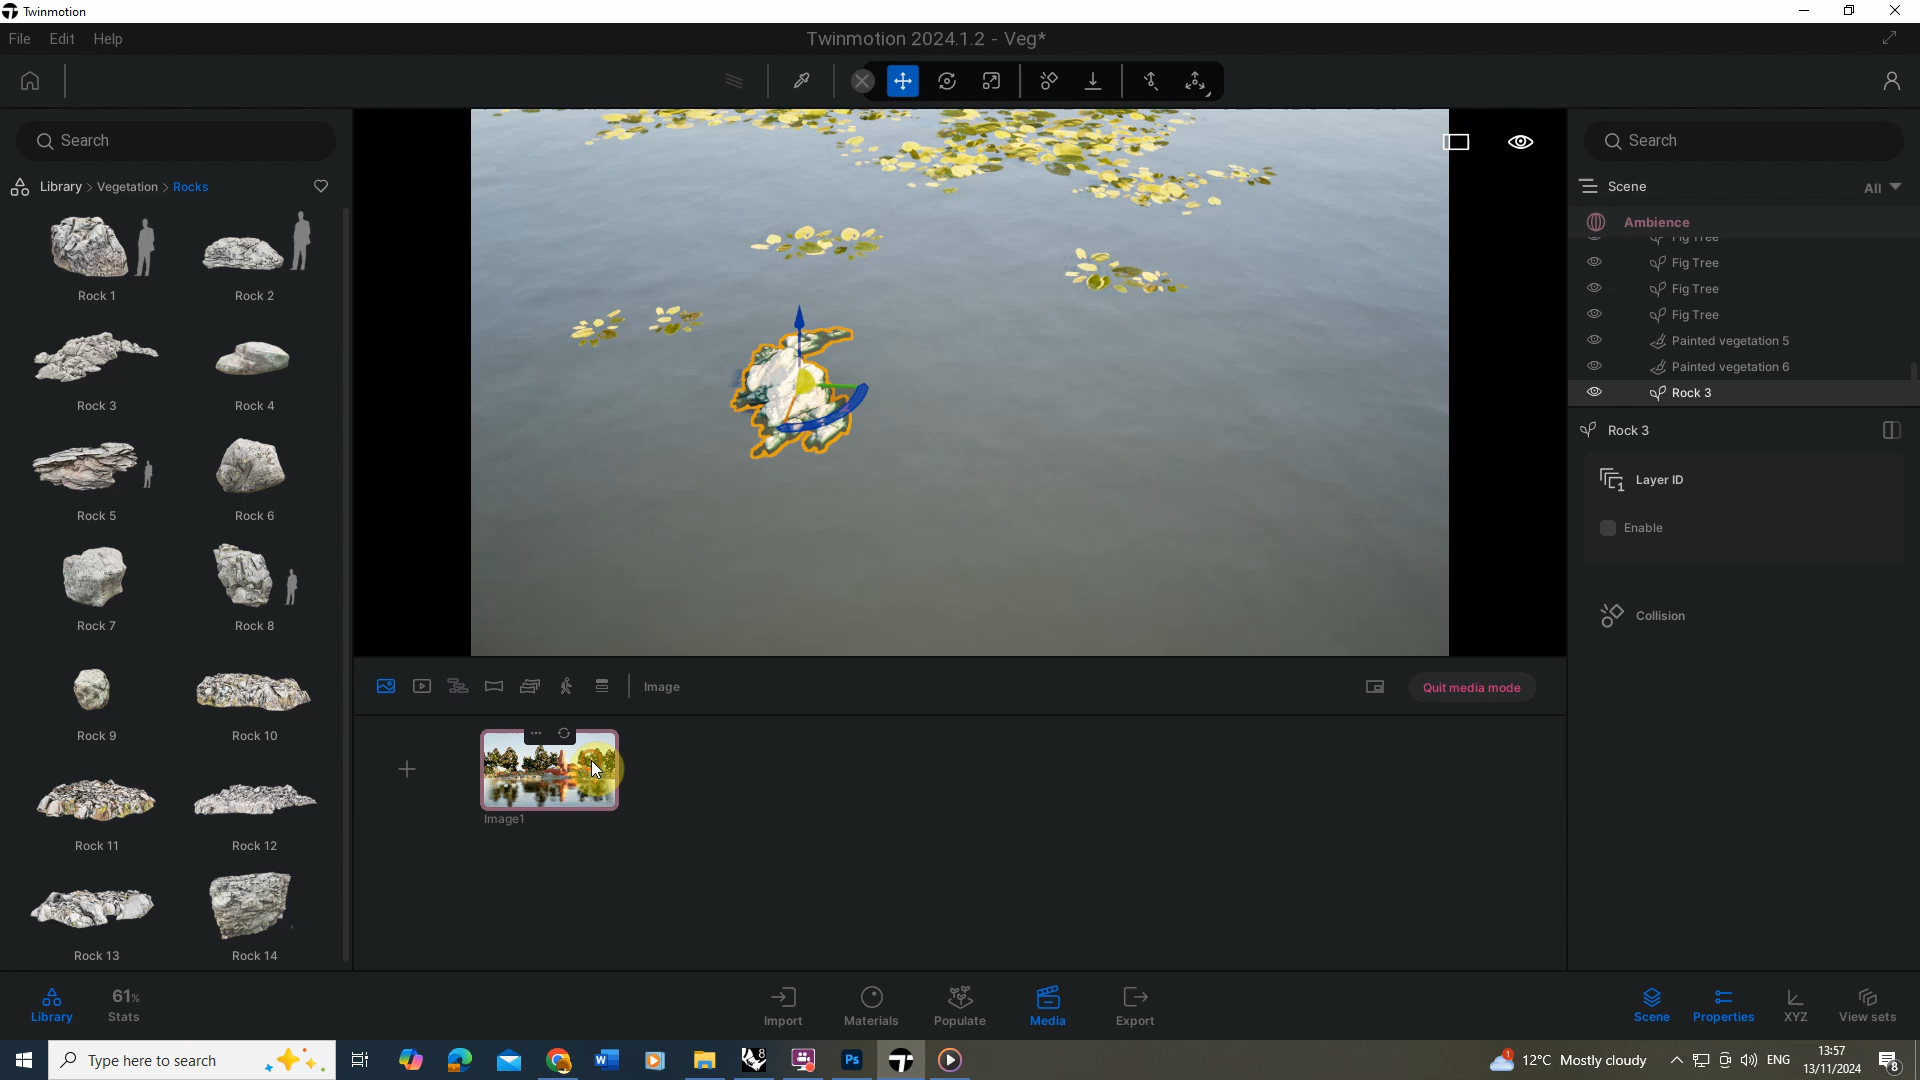 Twinmotion
File Edit Help
Twinmotion 2024.1.2 - Veg*
Search
Library > Vegetation > Rocks
Rock 1
Rock 2
Rock 3
Rock 4
Rock 5
Rock 6
Rock 7
Rock 8
Rock 9
Rock 10
Rock 11
Rock 12
Rock 13
Rock 14
Search
Scene
All
Ambience
Fig Tree
Fig Tree
Fig Tree
Fig Tree
Painted vegetation 5
Painted vegetation 6
Rock 3
Rock 3
Layer ID
Enable
Collision
Image
Quit media mode
Image1
Library
61%
Stats
Import
Materials
Populate
Media
Export
Scene
Properties
XYZ
View sets
Type here to search
12°C Mostly cloudy
ENG
13:57
13/11/2024
8